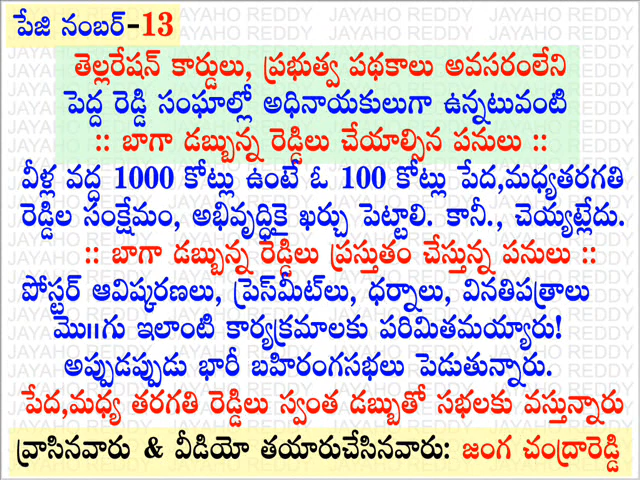 పేజి నంబర్-13
తెల్లరేషన్ కార్డులు, ప్రభుత్వ పథకాలు అవసరంలేని
పెద్ద రెడ్డి సంఘాల్లో అధినాయకులుగా ఉన్నటువంటి
:: బాగా డబ్బున్న రెడ్డిలు చేయాల్సిన పనులు ::
వీళ్ల వద్ద 1000 కోట్లు ఉంటే ఓ 100 కోట్లు పేద,మధ్యతరగతి
రెడ్డిల సంక్షేమం, అభివృద్ధికై ఖర్చు పెట్టాలి. కానీ., చెయ్యట్లేదు.
:: బాగా డబ్బున్న రెడ్డిలు ప్రస్తుతం చేస్తున్న పనులు ::
పోస్టర్ ఆవిష్కరణలు, ప్రెస్‌మీట్‌లు, ధర్నాలు, వినతిపత్రాలు
మొ॥గు ఇలాంటి కార్యక్రమాలకు పరిమితమయ్యారు!
అప్పుడప్పుడు భారీ బహిరంగసభలు పెడుతున్నారు.
పేద,మధ్య తరగతి రెడ్డిలు స్వంత డబ్బుతో సభలకు వస్తున్నారు
వ్రాసినవారు & వీడియో తయారుచేసినవారు: జంగ చంద్రారెడ్డి